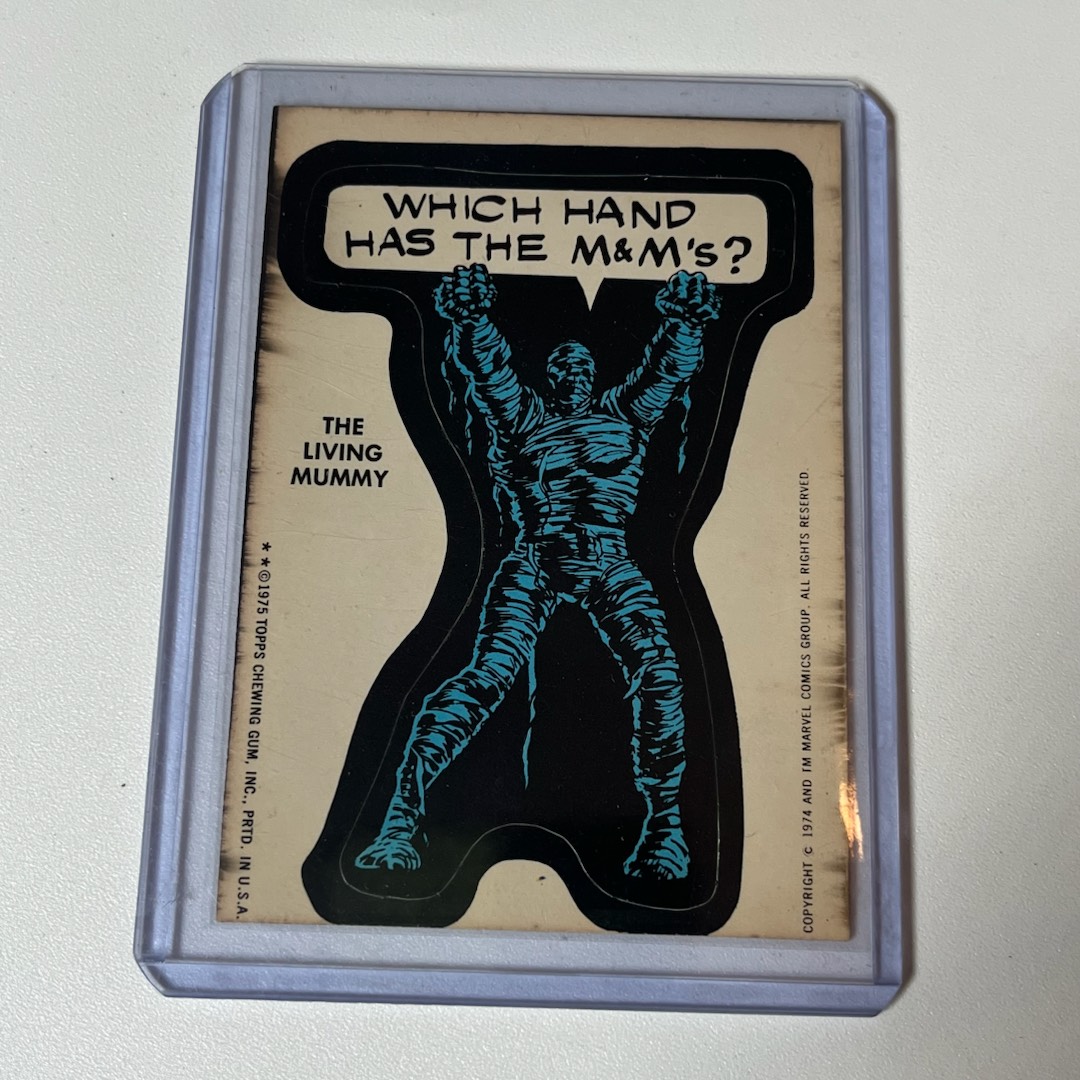 WHICH HAND
HAS THE M&M's?
THE
LIVING
MUMMY
**©1975 TOPPS CHEWING GUM, INC., PRTD. IN U.S.A.
COPYRIGHT © 1974 AND TM MARVEL COMICS GROUP. ALL RIGHTS RESERVED.